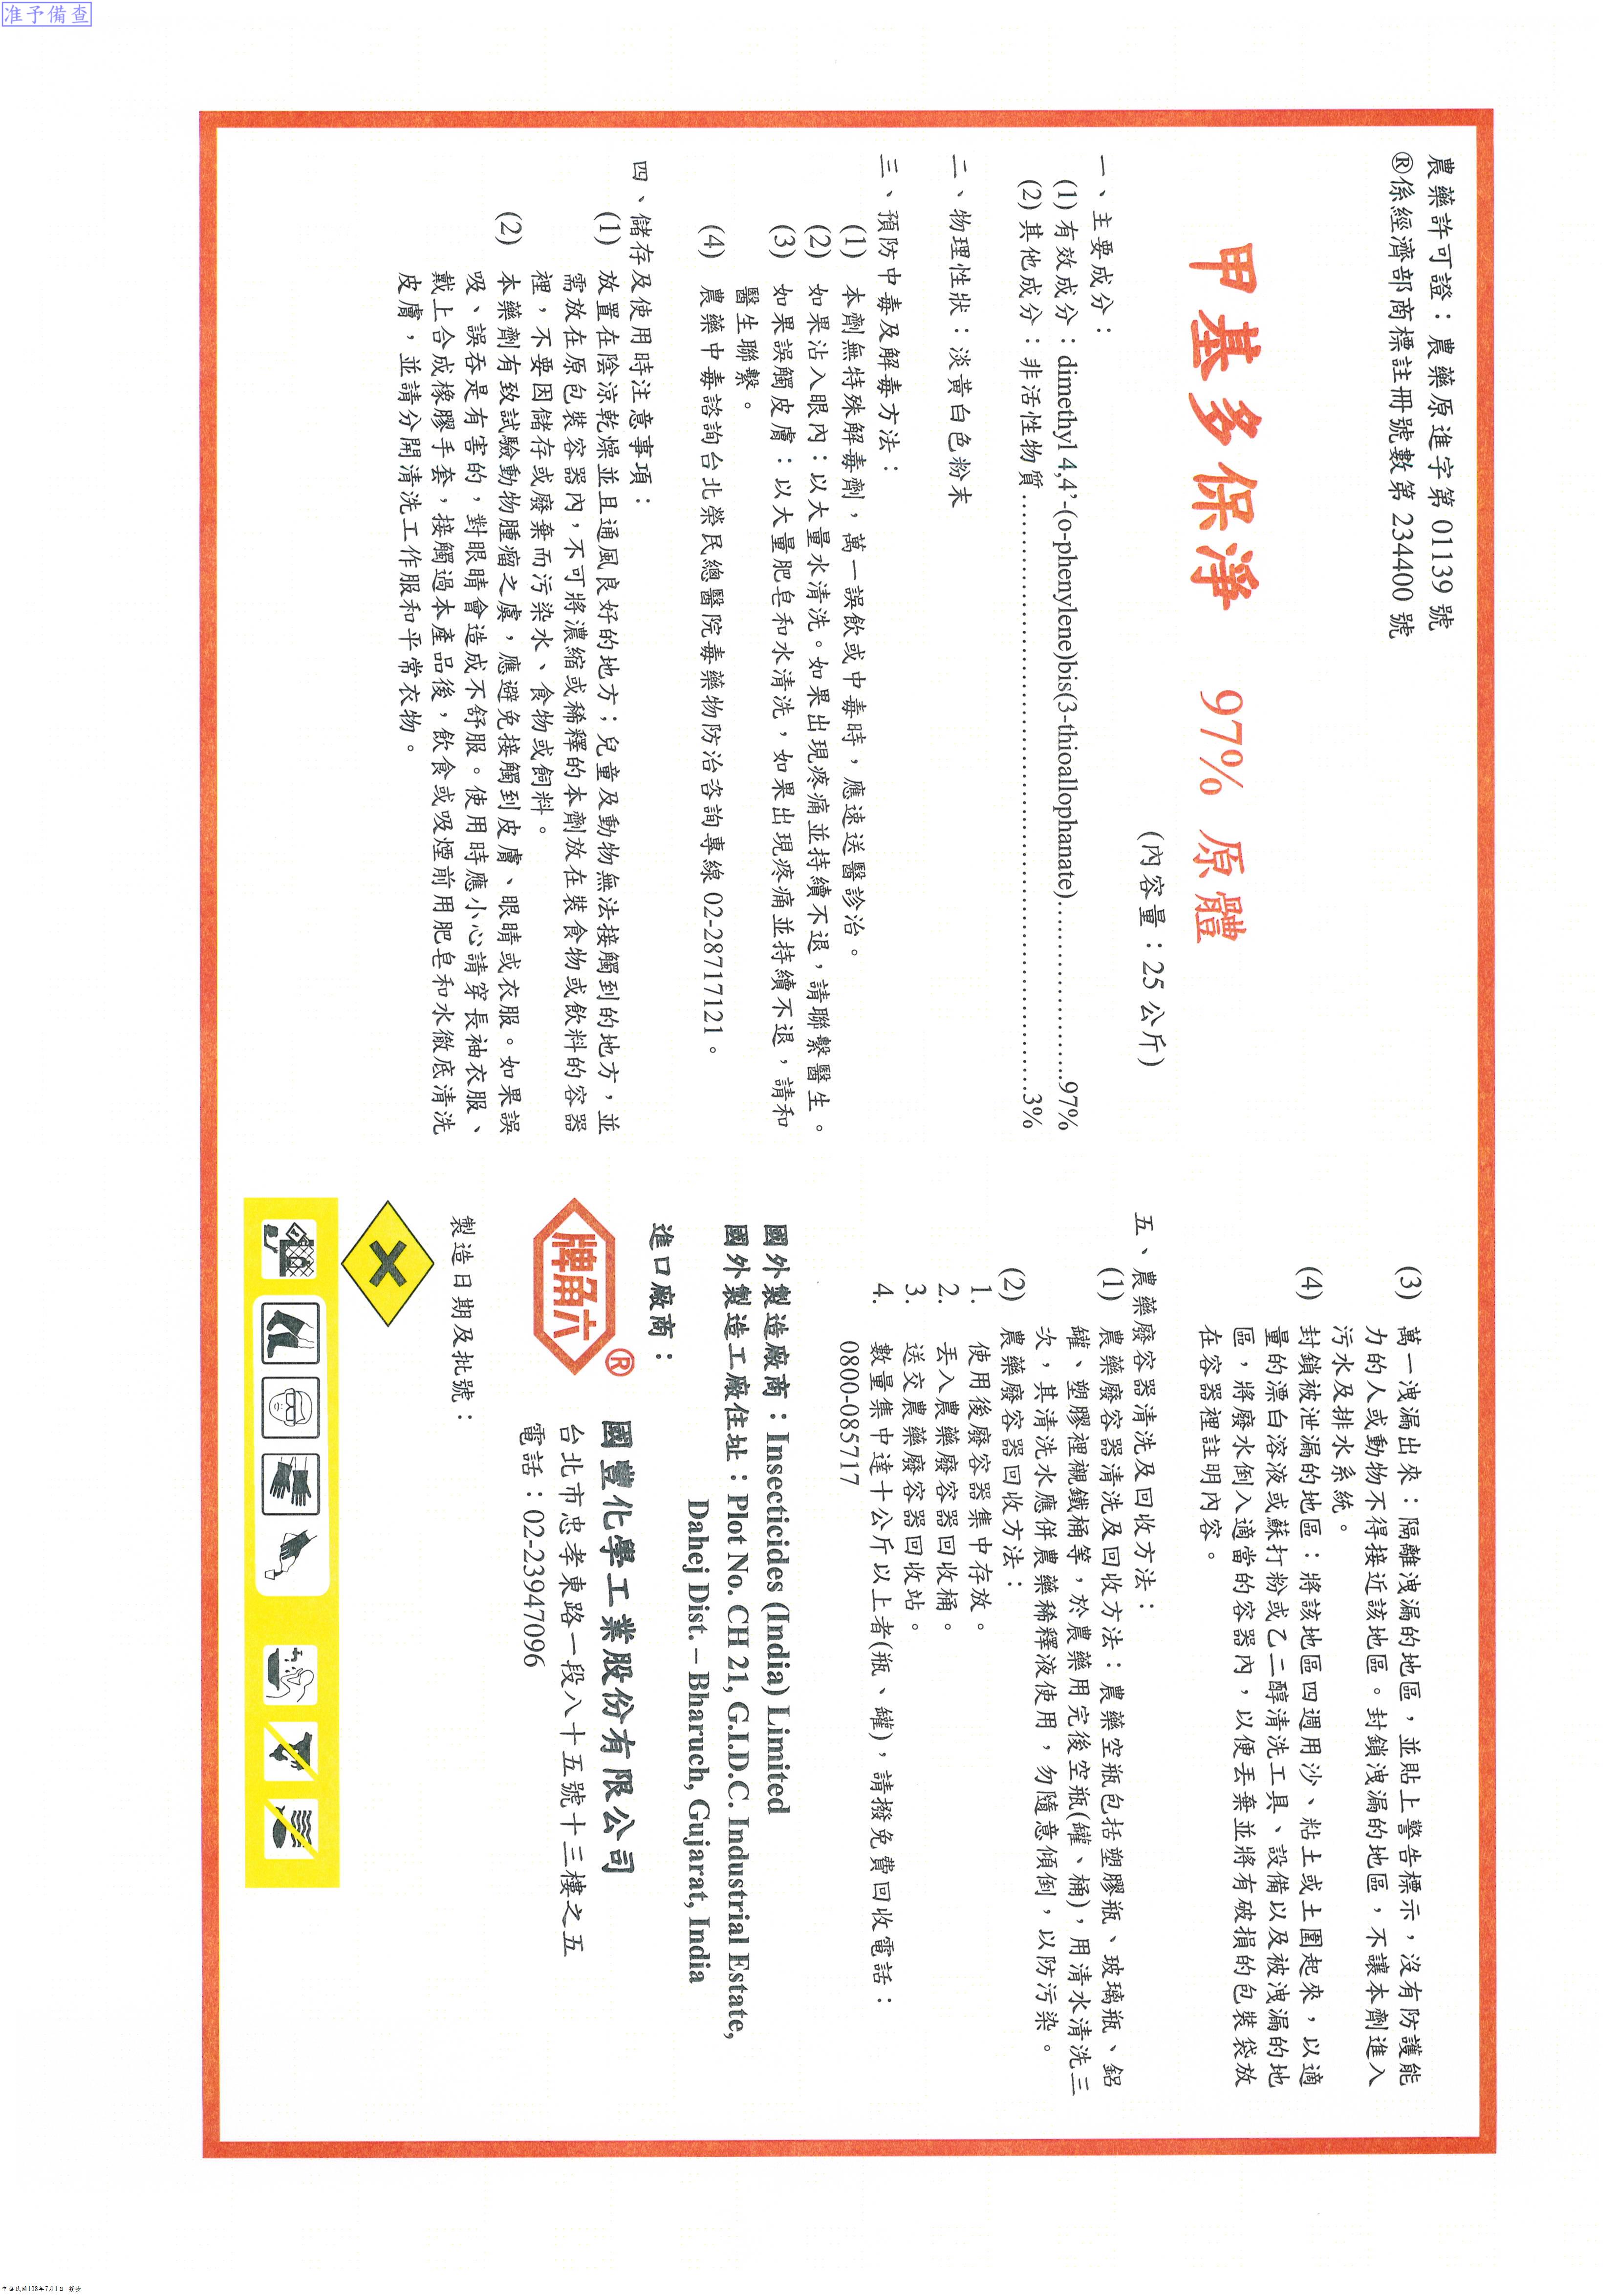 准予備查
農藥許可證：農藥原進字第 01139 號
®係經濟部商標註冊號數第 234400 號
甲基多保淨 97% 原體
(內容量：25 公斤)
一、主要成分：
(1) 有效成分：dimethyl 4,4’-(o-phenylene)bis(3-thioallophanate)……………………97%
(2) 其他成分：非活性物質………………………………………………………………3%
二、物理性狀：淡黃白色粉末
三、預防中毒及解毒方法：
(1) 本劑無特殊解毒劑，萬一誤飲或中毒時，應速送醫診治。
(2) 如果沾入眼內：以大量水清洗。如果出現疼痛並持續不退，請聯繫醫生。
(3) 如果誤觸皮膚：以大量肥皂和水清洗，如果出現疼痛並持續不退，請和
醫生聯繫。
(4) 農藥中毒諮詢台北榮民總醫院毒藥物防治咨詢專線 02-28717121。
四、儲存及使用時注意事項：
(1) 放置在陰涼乾燥並且通風良好的地方；兒童及動物無法接觸到的地方，並
需放在原包裝容器內，不可將濃縮或稀釋的本劑放在裝食物或飲料的容器
裡，不要因儲存或廢棄而污染水、食物或飼料。
(2) 本藥劑有致試驗動物腫瘤之虞，應避免接觸到皮膚、眼睛或衣服。如果誤
吸、誤吞是有害的，對眼睛會造成不舒服。使用時應小心請穿長袖衣服、
戴上合成橡膠手套，接觸過本產品後，飲食或吸煙前用肥皂和水徹底清洗
皮膚，並請分開清洗工作服和平常衣物。
(3) 萬一洩漏出來：隔離洩漏的地區，並貼上警告標示，沒有防護能
力的人或動物不得接近該地區。封鎖洩漏的地區，不讓本劑進入
污水及排水系統。
(4) 封鎖被泄漏的地區：將該地區四週用沙、粘土或土圍起來，以適
量的漂白溶液或蘇打粉或乙二醇清洗工具、設備以及被洩漏的地
區，將廢水倒入適當的容器內，以便丟棄並將有破損的包裝袋放
在容器裡註明內容。
五、農藥廢容器清洗及回收方法：
(1) 農藥廢容器清洗及回收方法：農藥空瓶包括塑膠瓶、玻璃瓶、鋁
罐、塑膠裡襯鐵桶等，於農藥用完後空瓶(罐、桶)，用清水清洗三
次，其清洗水應併農藥稀釋液使用，勿隨意傾倒，以防污染。
(2) 農藥廢容器回收方法：
1. 使用後廢容器集中存放。
2. 丟入農藥廢容器回收桶。
3. 送交農藥廢容器回收站。
4. 數量集中達十公斤以上者(瓶、罐)，請撥免費回收電話：
0800-085717
國外製造廠商：Insecticides (India) Limited
國外製造工廠住址：Plot No. CH 21, G.I.D.C. Industrial Estate,
Dahej Dist. – Bharuch, Gujarat, India
進口廠商：
牌角六 ®
國豐化學工業股份有限公司
台北市忠孝東路一段八十五號十三樓之五
電話：02-23947096
製造日期及批號：
中華民國108年7月1日 簽發